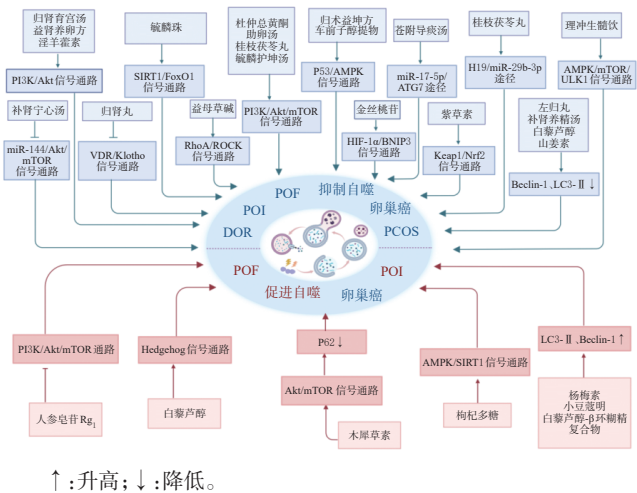 归肾育宫汤
益肾养卵方
淫羊藿素
PI3K/Akt信号通路
毓麟珠
SIRT1/FoxO1
信号通路
杜仲总黄酮
助卵汤
桂枝茯苓丸
毓麟护坤汤
PI3K/Akt/mTOR
信号通路
归术益坤方
车前子醇提物
P53/AMPK
信号通路
苍附导痰汤
miR-17-5p/
ATG7途径
桂枝茯苓丸
H19/miR-29b-3p
途径
理冲生髓饮
AMPK/mTOR/
ULK1信号通路
补肾宁心汤
miR-144/Akt/
mTOR
信号通路
归肾丸
VDR/Klotho
信号通路
益母草碱
RhoA/ROCK
信号通路
金丝桃苷
HIF-1α/BNIP3
信号通路
紫草素
Keap1/Nrf2
信号通路
左归丸
补肾养精汤
白藜芦醇
山姜素
Beclin-1、LC3-Ⅱ↓
POF
抑制自噬
POI
卵巢癌
DOR
PCOS
POF
POI
促进自噬
卵巢癌
PI3K/Akt/mTOR通路
人参皂苷Rg1
Hedgehog信号通路
白藜芦醇
P62↓
Akt/mTOR信号通路
木犀草素
AMPK/SIRT1信号通路
枸杞多糖
LC3-Ⅱ、Beclin-1↑
杨梅素
小豆蔻明
白藜芦醇-β环糊精
复合物
↑:升高;↓:降低。